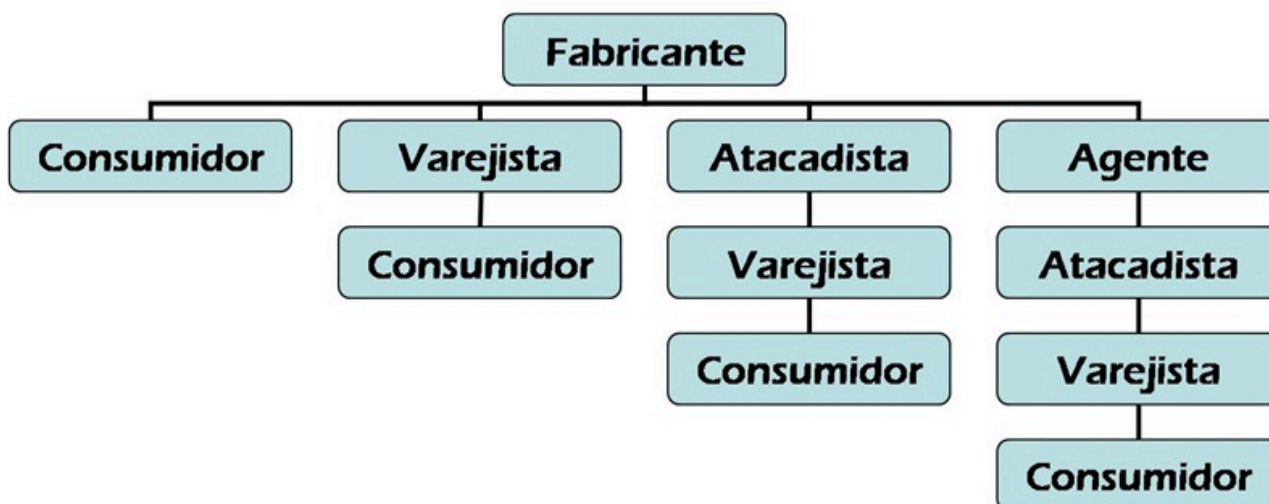 Fabricante
Consumidor
Varejista
Atacadista
Agente
Consumidor
Varejista
Atacadista
Consumidor
Varejista
Consumidor